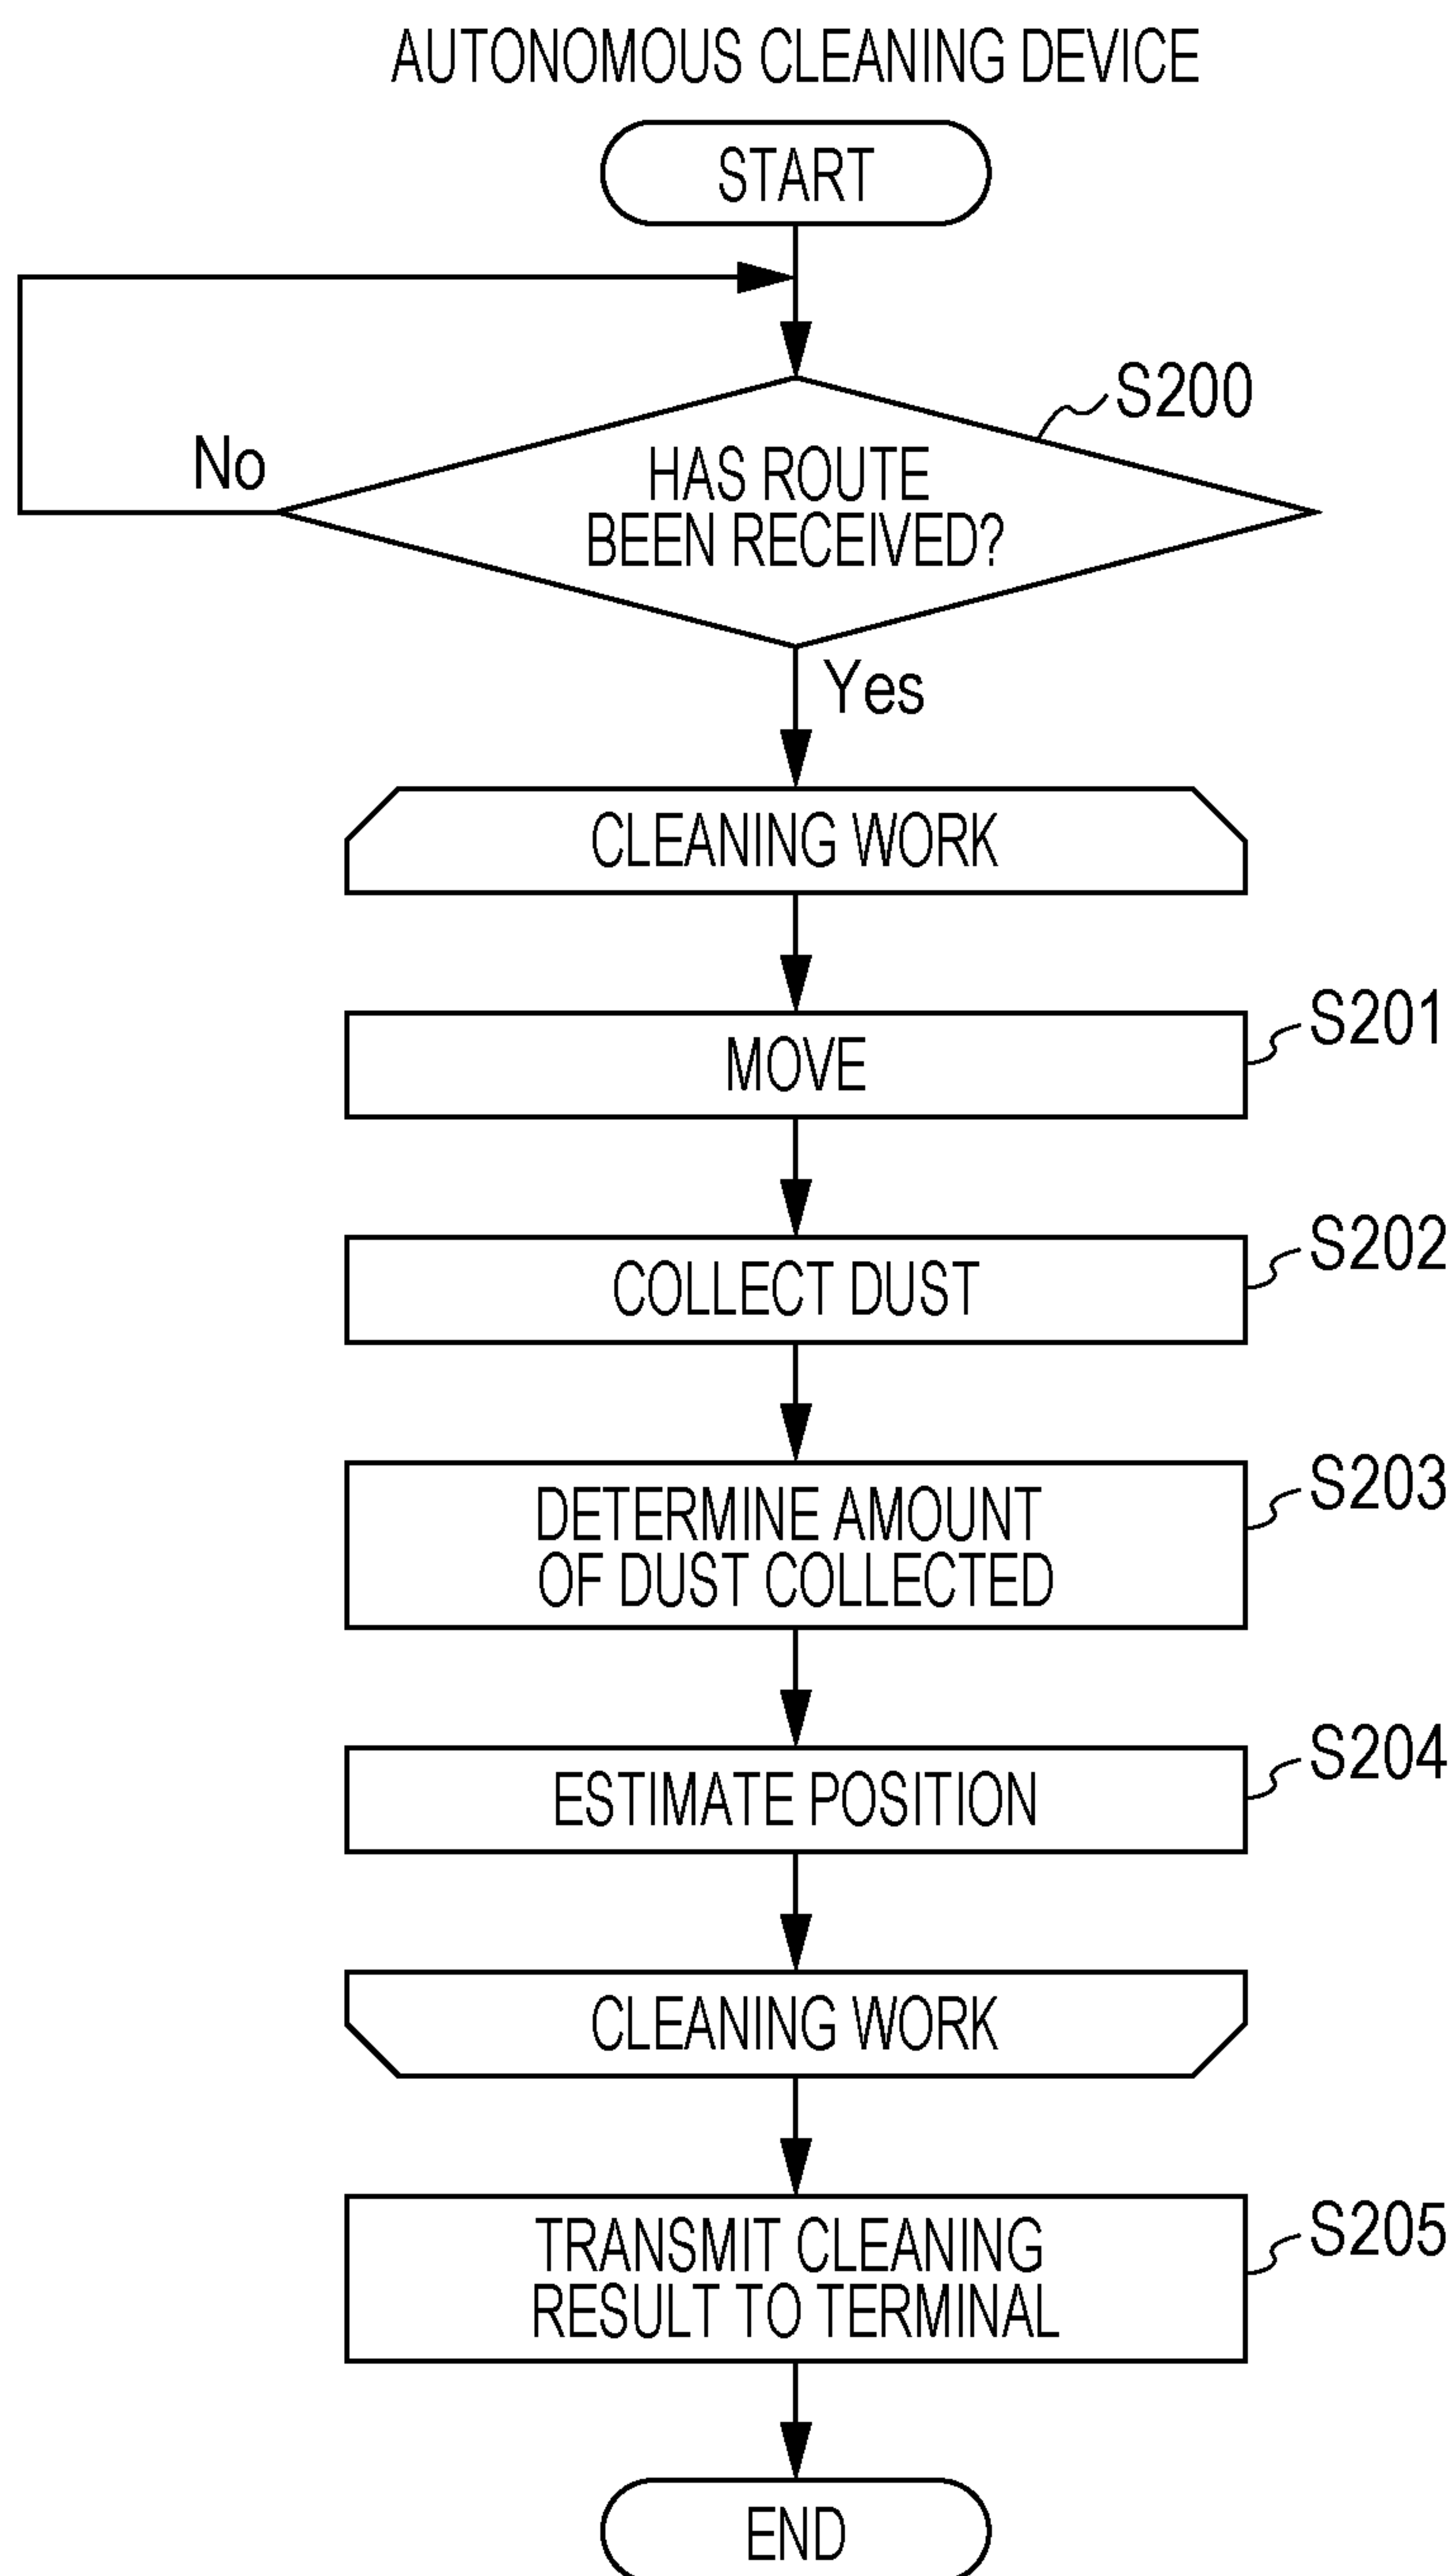 AUTONOMOUS CLEANING DEVICE
START
S200
No
HAS ROUTE
BEEN RECEIVED?
Yes
CLEANING WORK
S201
MOVE
S202
COLLECT DUST
S203
DETERMINE AMOUNT
OF DUST COLLECTED
S204
ESTIMATE POSITION
CLEANING WORK
S205
TRANSMIT CLEANING
RESULT TO TERMINAL
END